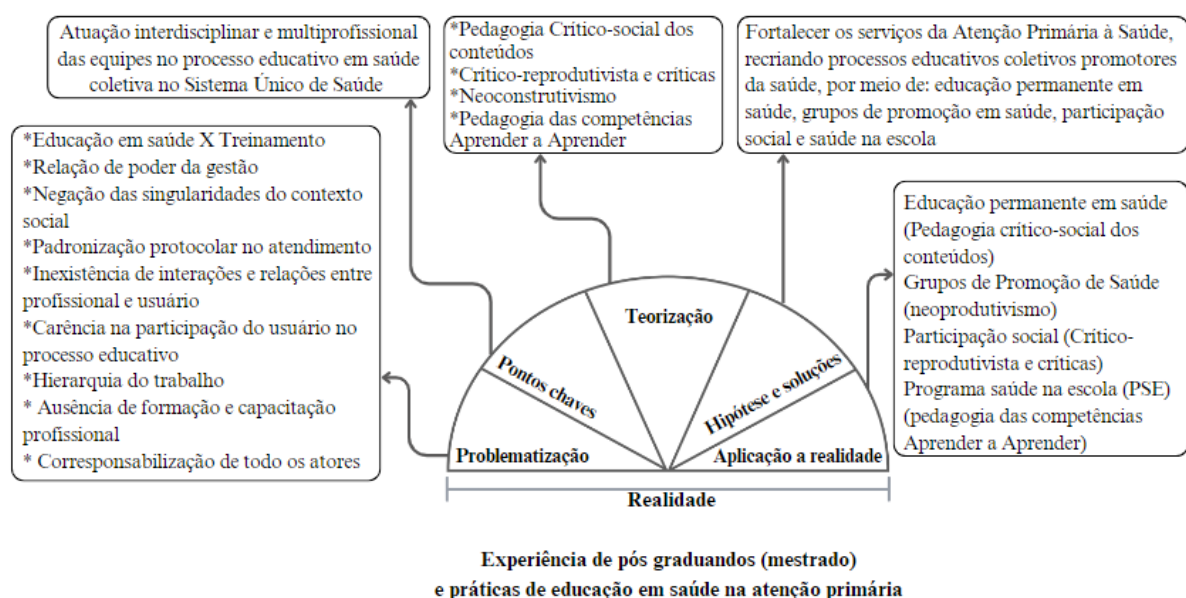 Atuação interdisciplinar e multiprofissional
das equipes no processo educativo em saúde
coletiva no Sistema Único de Saúde
*Pedagogia Crítico-social dos
conteúdos
*Crítico-reprodutivista e críticas
*Neoconstrutivismo
*Pedagogia das competências
Aprender a Aprender
Fortalecer os serviços da Atenção Primária à Saúde,
recriando processos educativos coletivos promotores
da saúde, por meio de: educação permanente em
saúde, grupos de promoção em saúde, participação
social e saúde na escola
*Educação em saúde X Treinamento
*Relação de poder da gestão
*Negação das singularidades do contexto
social
*Padronização protocolar no atendimento
*Inexistência de interações e relações entre
profissional e usuário
*Carência na participação do usuário no
processo educativo
*Hierarquia do trabalho
* Ausência de formação e capacitação
profissional
* Corresponsabilização de todo os atores
Educação permanente em saúde
(Pedagogia crítico-social dos
conteúdos)
Grupos de Promoção de Saúde
(neoprodutivismo)
Participação social (Crítico-
reprodutivista e críticas)
Programa saúde na escola (PSE)
(pedagogia das competências
Aprender a Aprender)
Problematização
Pontos chaves
Teorização
Hipótese e soluções
Aplicação a realidade
Realidade
Experiência de pós graduandos (mestrado)
e práticas de educação em saúde na atenção primária